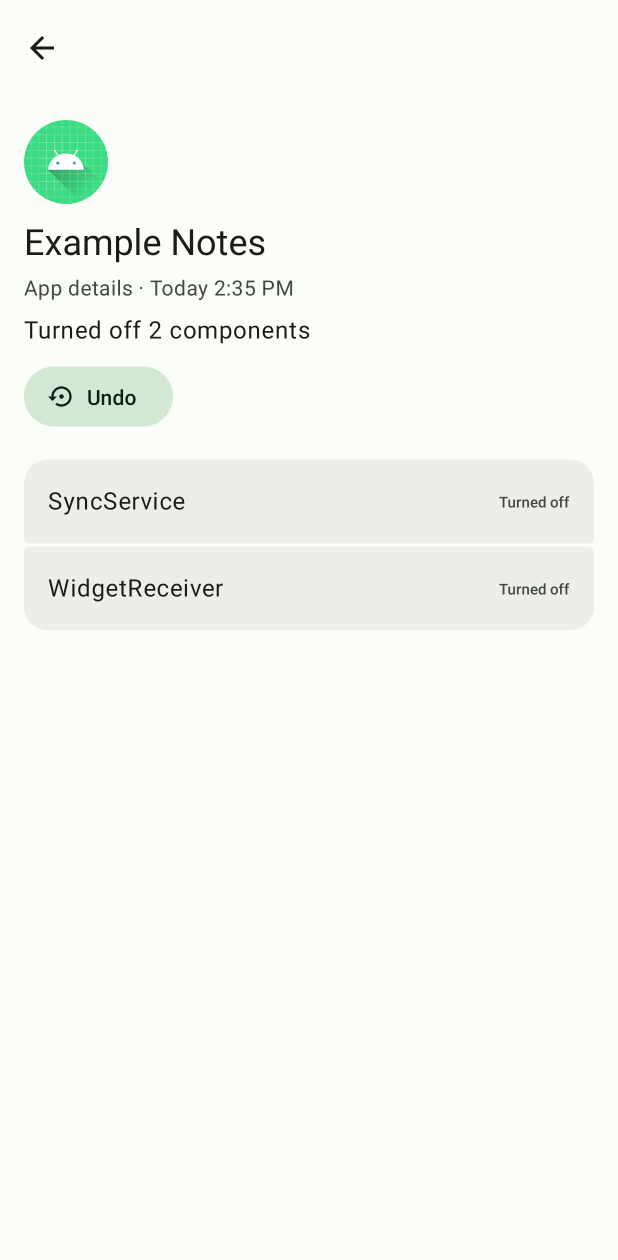 Example Notes
App details · Today 2:35 PM
Turned off 2 components
Undo
SyncService Turned off
WidgetReceiver Turned off